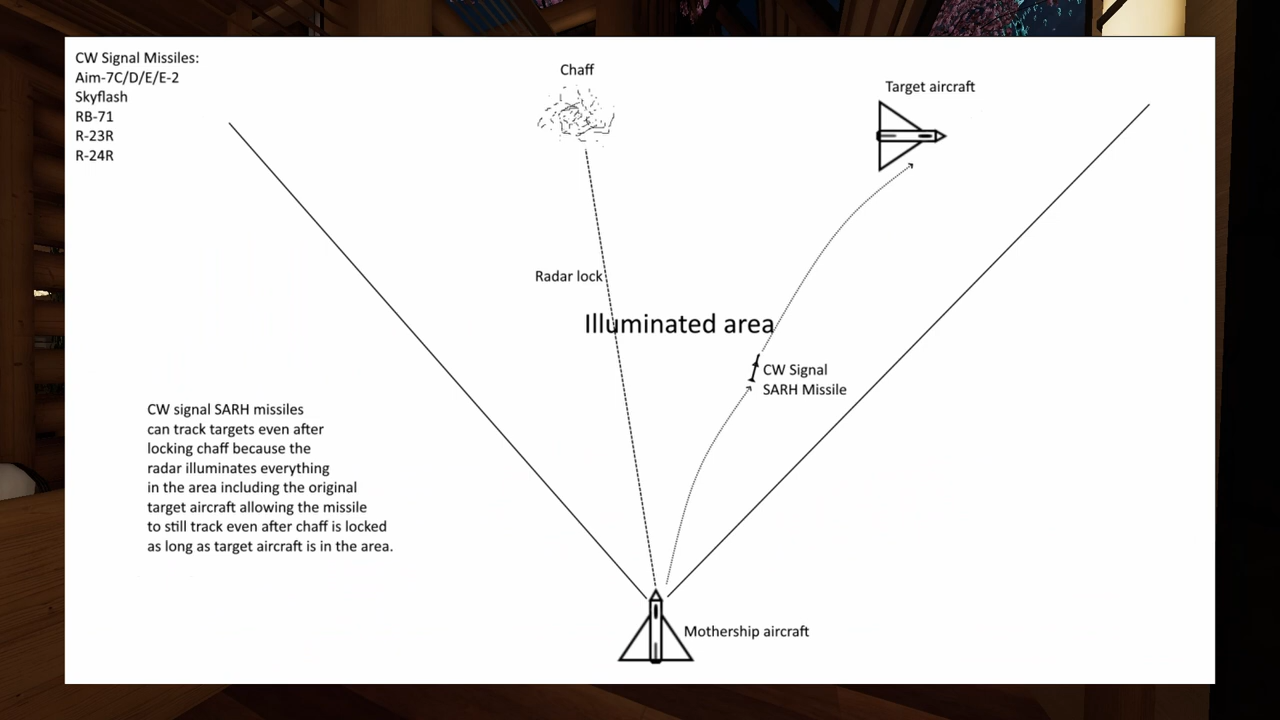 CW Signal Missiles:
Aim-7C/D/E/E-2
Skyflash
RB-71
R-23R
R-24R
Chaff
Target aircraft
Radar lock
Illuminated area
CW Signal
SARH Missile
CW signal SARH missiles
can track targets even after
locking chaff because the
radar illuminates everything
in the area including the original
target aircraft allowing the missile
to still track even after chaff is locked
as long as target aircraft is in the area.
Mothership aircraft